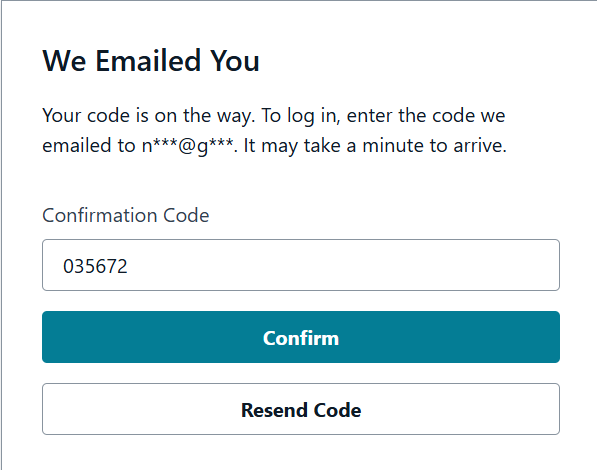 We Emailed You
Your code is on the way. To log in, enter the code we
emailed to n***@g***. It may take a minute to arrive.
Confirmation Code
035672
Confirm
Resend Code